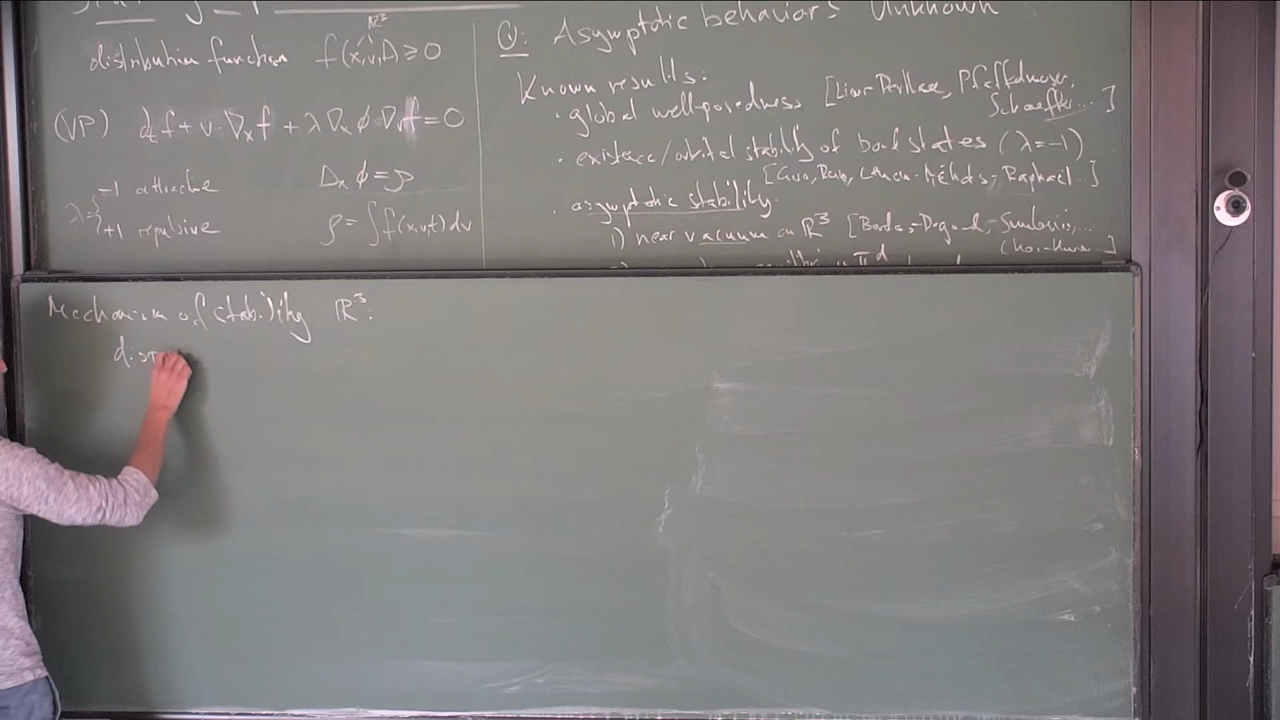 R³
distribution function f(x,v,t) ≥ 0
(VP) ∂ₜf + v·∇ₓf + λ∇ₓϕ·∇ᵥf = 0
λ={ -1 attractive
+1 repulsive
Δₓϕ = ρ
ρ = ∫f(x,v,t)dv
Q: Asymptotic behavior: Unknown
Known results:
· global well-posedness [Lions-Perthame, Pfaffelmoser,
Schaeffer...]
· existence/orbital stability of bound states (λ=-1)
[Guo, Rein, Lemou-Méhats-Raphaël..]
· asymptotic stability
1) near vacuum on R³ [Bardos-Degond, Smulevici,...
Choi-
Mechanism of stability R³: